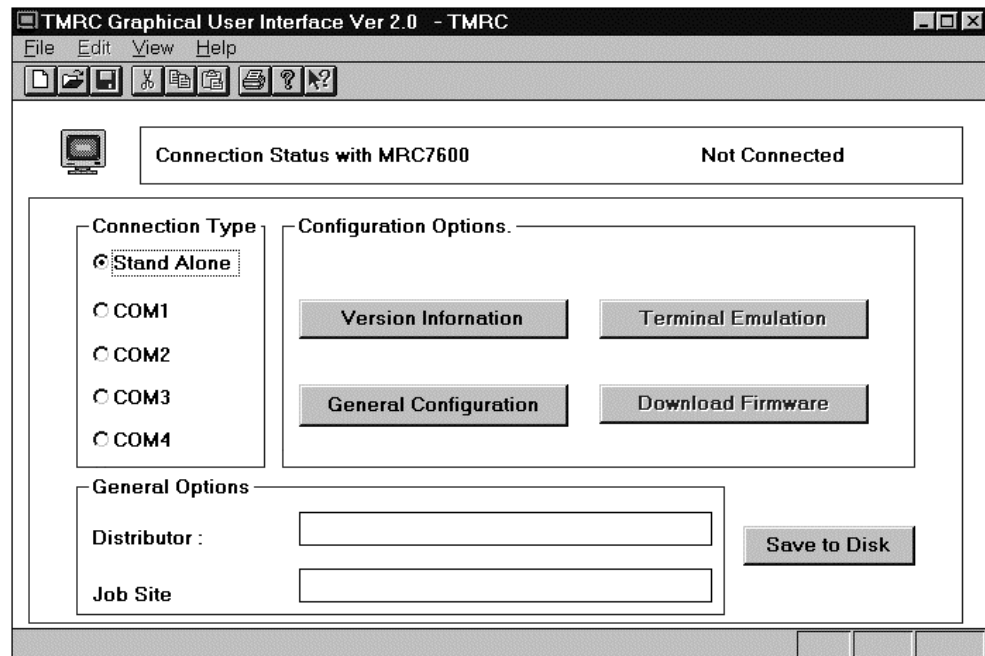 TMRC Graphical User Interface Ver 2.0 - TMRC
File Edit View Help
Connection Status with MRC7600 Not Connected
Connection Type
Configuration Options.
Stand Alone
COM1
COM2
COM3
COM4
Version Infornation
Terminal Emulation
General Configuration
Download Firmware
General Options
Distributor :
Job Site
Save to Disk